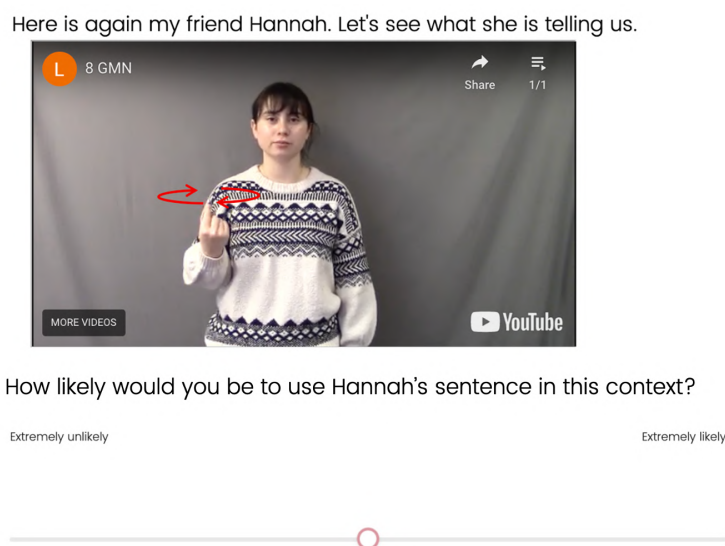 Here is again my friend Hannah. Let's see what she is telling us.
L 8 GMN
Share 1/1
MORE VIDEOS
YouTube
How likely would you be to use Hannah's sentence in this context?
Extremely unlikely Extremely likely